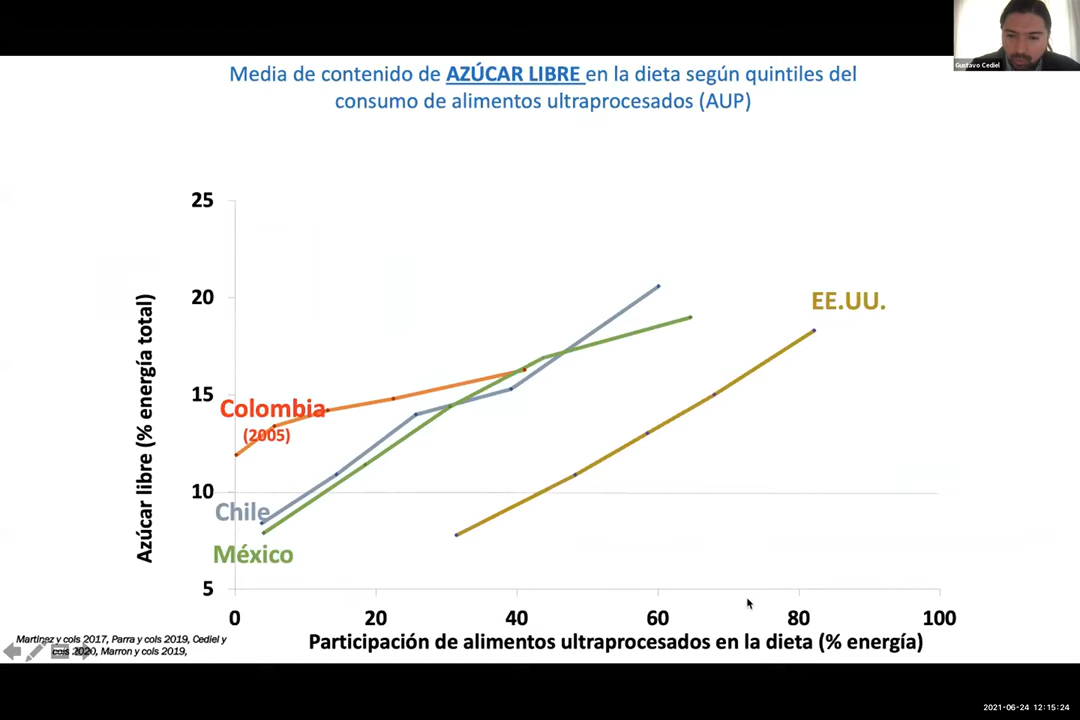 Gustavo Cediel
Media de contenido de AZÚCAR LIBRE en la dieta según quintiles del
consumo de alimentos ultraprocesados (AUP)
25
20
15
10
5
Azúcar libre (% energía total)
EE.UU.
Colombia
(2005)
Chile
México
0
20
40
60
80
100
Participación de alimentos ultraprocesados en la dieta (% energía)
Martinez y cols 2017, Parra y cols 2019, Cediel y
cols 2020, Marron y cols 2019,
2021-06-24 12:15:24